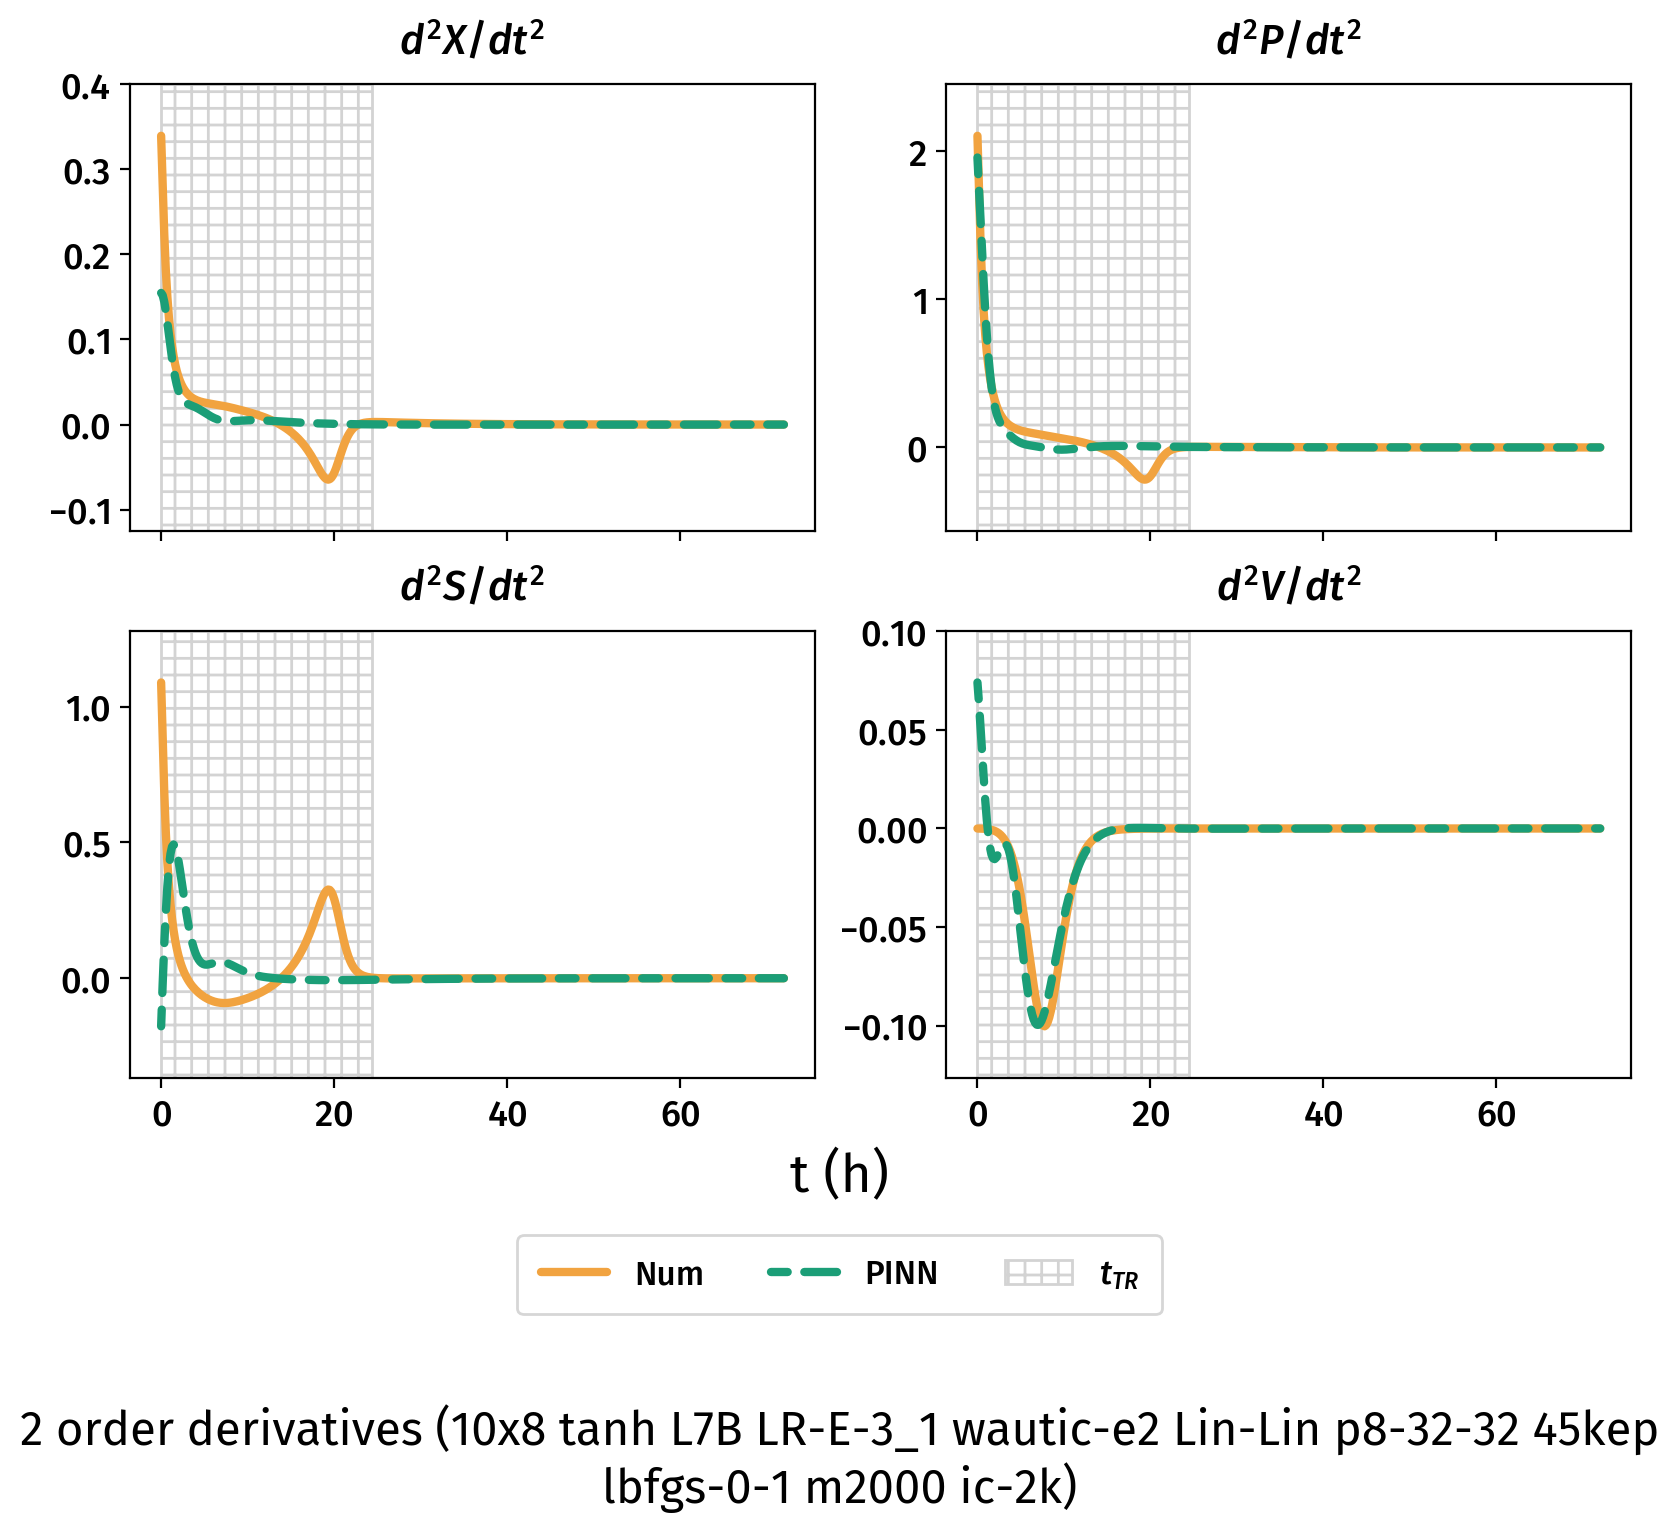 d²X/dt²
0.4
0.3
0.2
0.1
0.0
−0.1
d²P/dt²
2
1
0
d²S/dt²
1.0
0.5
0.0
0 20 40 60
d²V/dt²
0.10
0.05
0.00
−0.05
−0.10
0 20 40 60
t (h)
Num PINN t_TR
2 order derivatives (10x8 tanh L7B LR-E-3_1 wautic-e2 Lin-Lin p8-32-32 45kep
lbfgs-0-1 m2000 ic-2k)